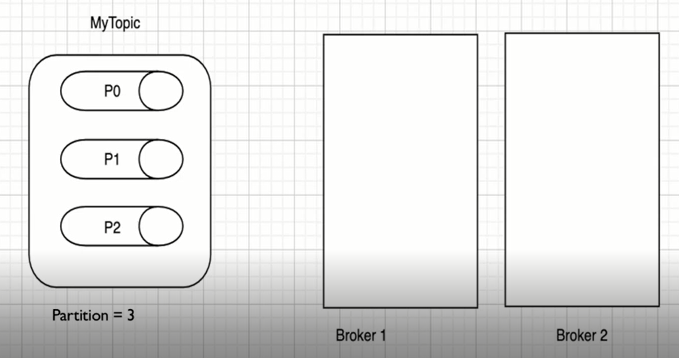 MyTopic
P0
P1
P2
Partition = 3
Broker 1
Broker 2